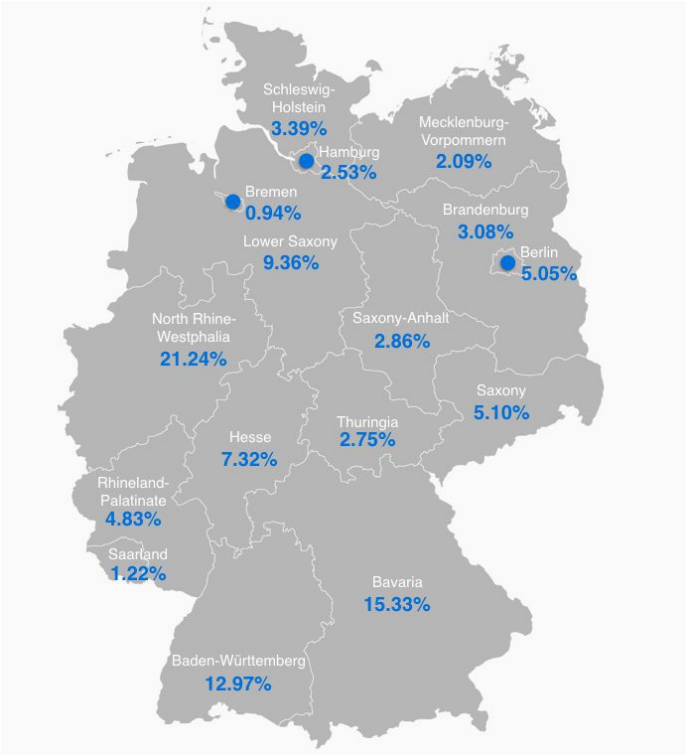 Schleswig-
Holstein
3.39%
Mecklenburg-
Vorpommern
2.09%
Hamburg
2.53%
Bremen
0.94%
Brandenburg
3.08%
Lower Saxony
9.36%
Berlin
5.05%
North Rhine-
Westphalia
21.24%
Saxony-Anhalt
2.86%
Saxony
5.10%
Thuringia
2.75%
Hesse
7.32%
Rhineland-
Palatinate
4.83%
Saarland
1.22%
Bavaria
15.33%
Baden-Württemberg
12.97%